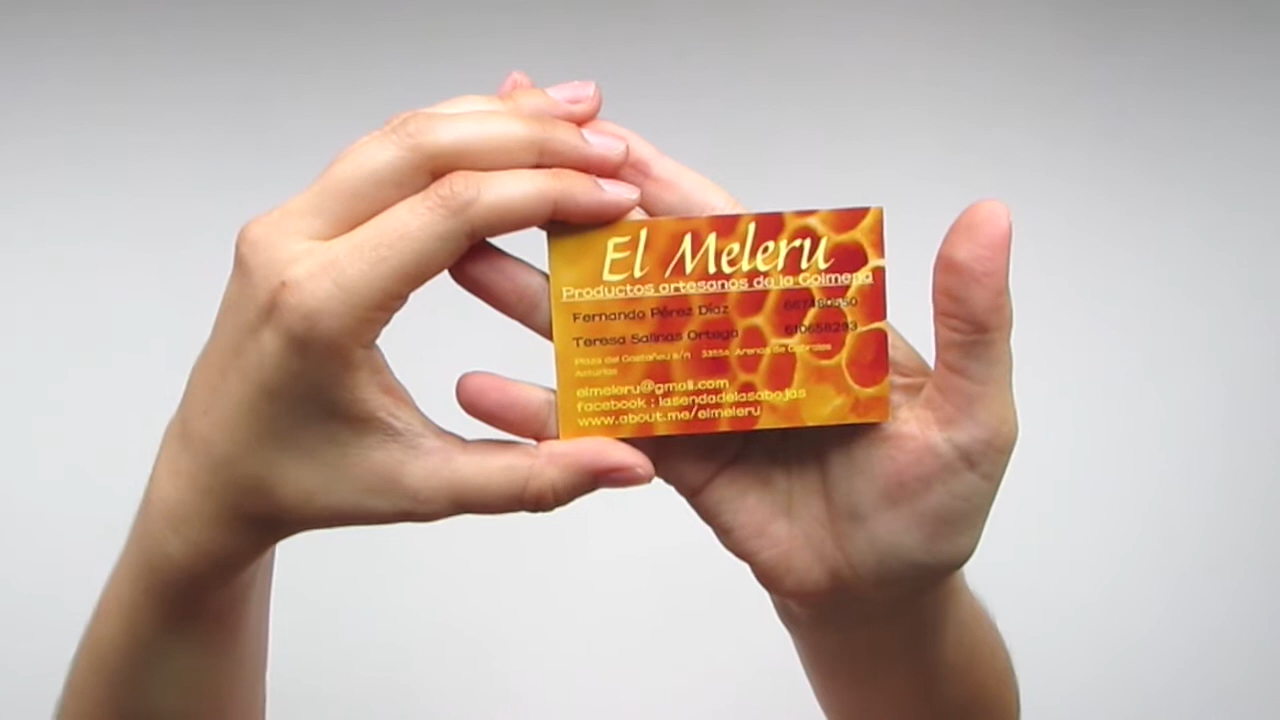 El Meleru
Productos artesanos de la Colmena
Fernando Pérez Díaz
Teresa Salinas Ortega 610658293
Plaza del Castañeu s/n 33554 Arenas de Cabrales
Asturias
elmeleru@gmail.com
facebook : lasendadelasabejas
www.about.me/elmeleru